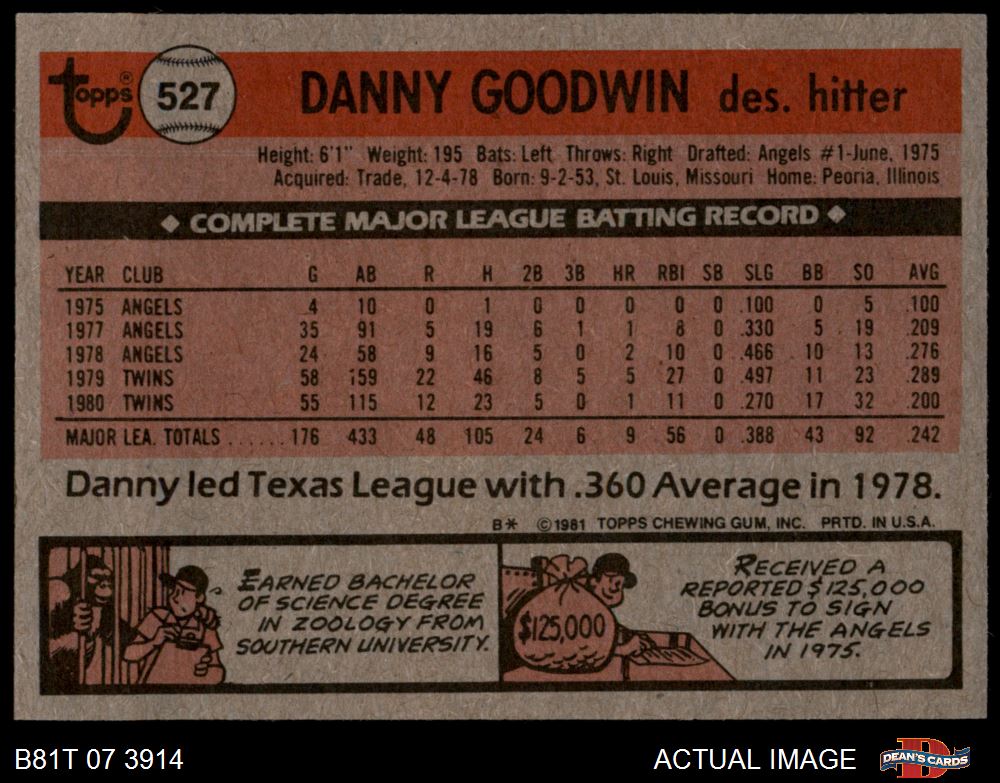 Topps® 527 DANNY GOODWIN des. hitter
Height: 6'1" Weight: 195 Bats: Left Throws: Right Drafted: Angels #1-June, 1975
Acquired: Trade, 12-4-78 Born: 9-2-53, St. Louis, Missouri Home: Peoria, Illinois
◆ COMPLETE MAJOR LEAGUE BATTING RECORD ◆
YEAR CLUB G AB R H 2B 3B HR RBI SB SLG BB SO AVG
1975 ANGELS 4 10 0 1 0 0 0 0 0 .100 0 5 .100
1977 ANGELS 35 91 5 19 6 1 1 8 0 .330 5 19 .209
1978 ANGELS 24 58 9 16 5 0 2 10 0 .466 10 13 .276
1979 TWINS 58 159 22 46 8 5 5 27 0 .497 11 23 .289
1980 TWINS 55 115 12 23 5 0 1 11 0 .270 17 32 .200
MAJOR LEA. TOTALS ...... 176 433 48 105 24 6 9 56 0 .388 43 92 .242
Danny led Texas League with .360 Average in 1978.
B* ©1981 TOPPS CHEWING GUM, INC. PRTD. IN U.S.A.
EARNED BACHELOR
OF SCIENCE DEGREE
IN ZOOLOGY FROM
SOUTHERN UNIVERSITY.
$125,000
RECEIVED A
REPORTED $125,000
BONUS TO SIGN
WITH THE ANGELS
IN 1975.
B81T 07 3914 ACTUAL IMAGE DEAN'S CARDS